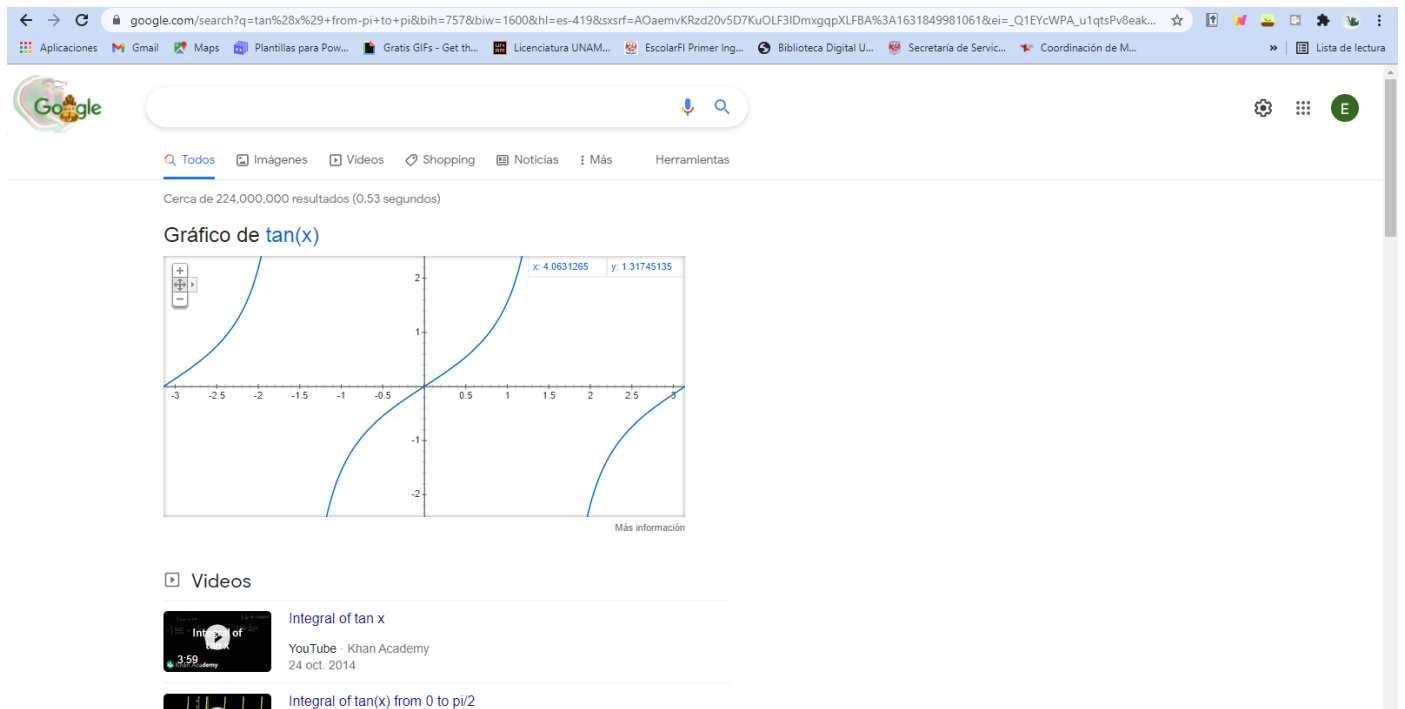 google.com/search?q=tan%28x%29+from-pi+to+pi&bih=757&biw=1600&hl=es-419&sxsrf=AOaemvKRzd20v5D7KuOLF3IDmxgqpXLFBA%3A1631849981061&ei=_Q1EYcWPA_u1qtsPv8eak...
Aplicaciones Gmail Maps Plantillas para Pow... Gratis GIFs - Get th... Licenciatura UNAM... EscolarFI Primer Ing... Biblioteca Digital U... Secretaría de Servic... Coordinación de M... » Lista de lectura
Google
E
Todos Imágenes Videos Shopping Noticias Más Herramientas
Cerca de 224,000,000 resultados (0.53 segundos)
Gráfico de tan(x)
x: 4.0631265 y: 1.31745135
2
1
-3 -2.5 -2 -1.5 -1 -0.5 0.5 1 1.5 2 2.5 3
-1
-2
Más información
Videos
Integral of tan x
3:59
Khan Academy
Integral of tan x
YouTube · Khan Academy
24 oct. 2014
Integral of tan(x) from 0 to pi/2